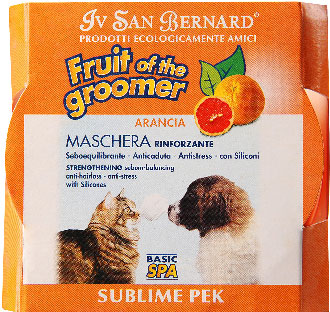 IV SAN BERNARD®
PRODOTTI ECOLOGICAMENTE AMICI
Fruit of the
groomer
ARANCIA
MASCHERA RINFORZANTE
Seboequilibrante - Anticaduta - Antistress - con Siliconi
STRENGTHENING sebom-balancing
anti-hairloss - anti-stress
with Silicones
BASIC
SPA
SUBLIME PEK